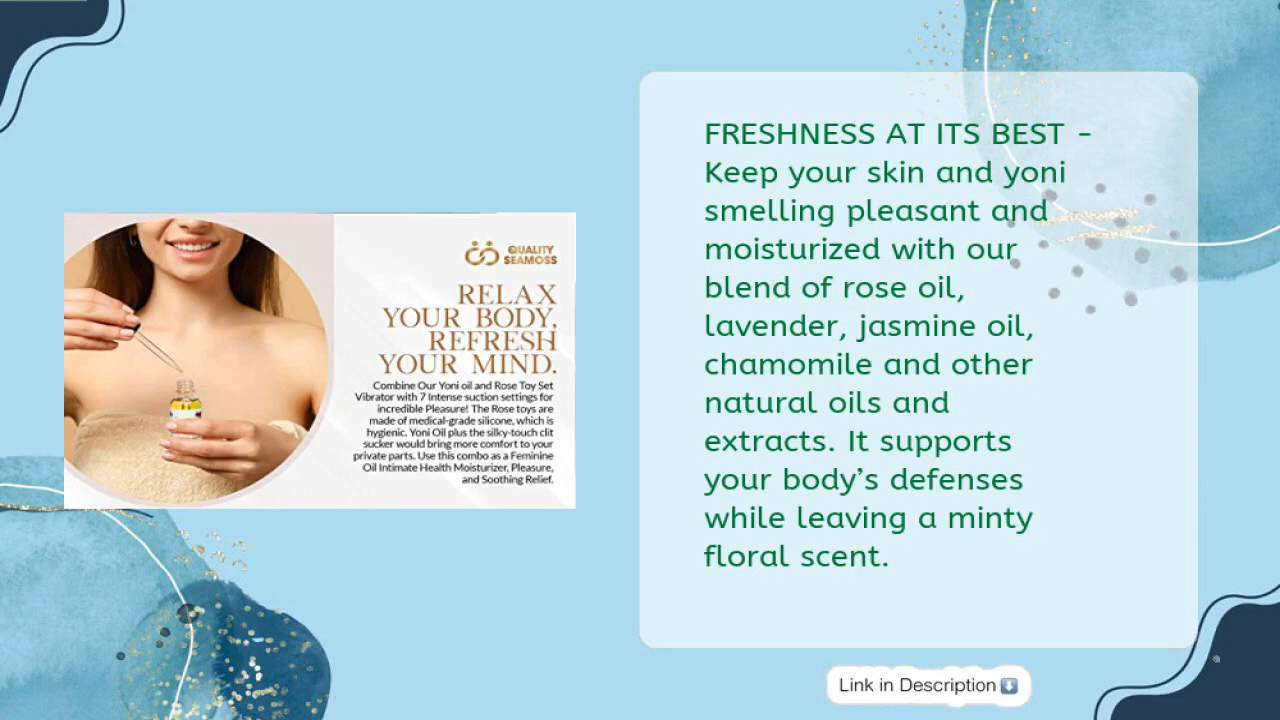 QUALITY
SEAMOSS
RELAX
YOUR BODY,
REFRESH
YOUR MIND.
Combine Our Yoni oil and Rose Toy Set
Vibrator with 7 Intense suction settings for
incredible Pleasure! The Rose toys are
made of medical-grade silicone, which is
hygienic. Yoni Oil plus the silky-touch clit
sucker would bring more comfort to your
private parts. Use this combo as a Feminine
Oil Intimate Health Moisturizer, Pleasure,
and Soothing Relief.
FRESHNESS AT ITS BEST -
Keep your skin and yoni
smelling pleasant and
moisturized with our
blend of rose oil,
lavender, jasmine oil,
chamomile and other
natural oils and
extracts. It supports
your body’s defenses
while leaving a minty
floral scent.
Link in Description⬇️